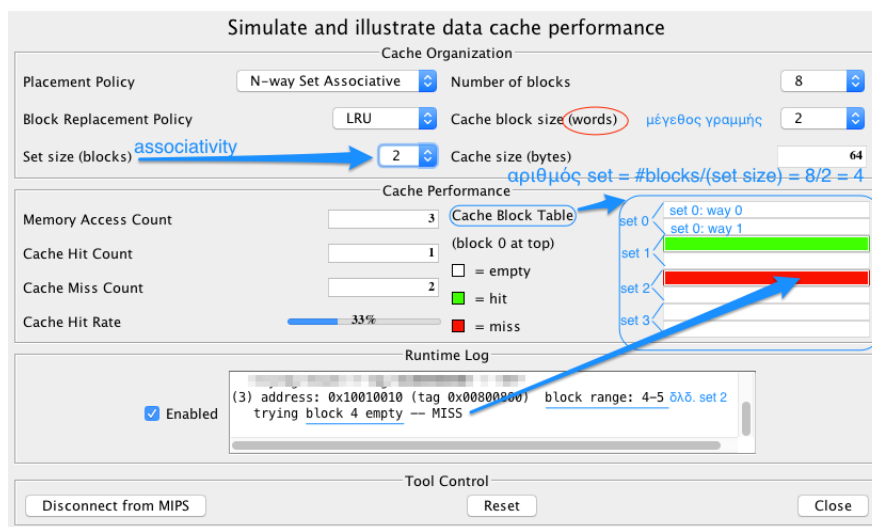 Simulate and illustrate data cache performance
Cache Organization
Placement Policy N-way Set Associative Number of blocks 8
Block Replacement Policy LRU Cache block size (words) μέγεθος γραμμής 2
Set size (blocks) associativity 2 Cache size (bytes) 64
αριθμός set = #blocks/(set size) = 8/2 = 4
Cache Performance
Memory Access Count 3 Cache Block Table
Cache Hit Count 1 (block 0 at top)
Cache Miss Count 2 = empty
= hit
Cache Hit Rate 33% = miss
set 0 set 0: way 0
set 0: way 1
set 1
set 2
set 3
Runtime Log
Enabled
(3) address: 0x10010010 (tag 0x00800800) block range: 4-5 δλδ. set 2
trying block 4 empty -- MISS
Tool Control
Disconnect from MIPS Reset Close